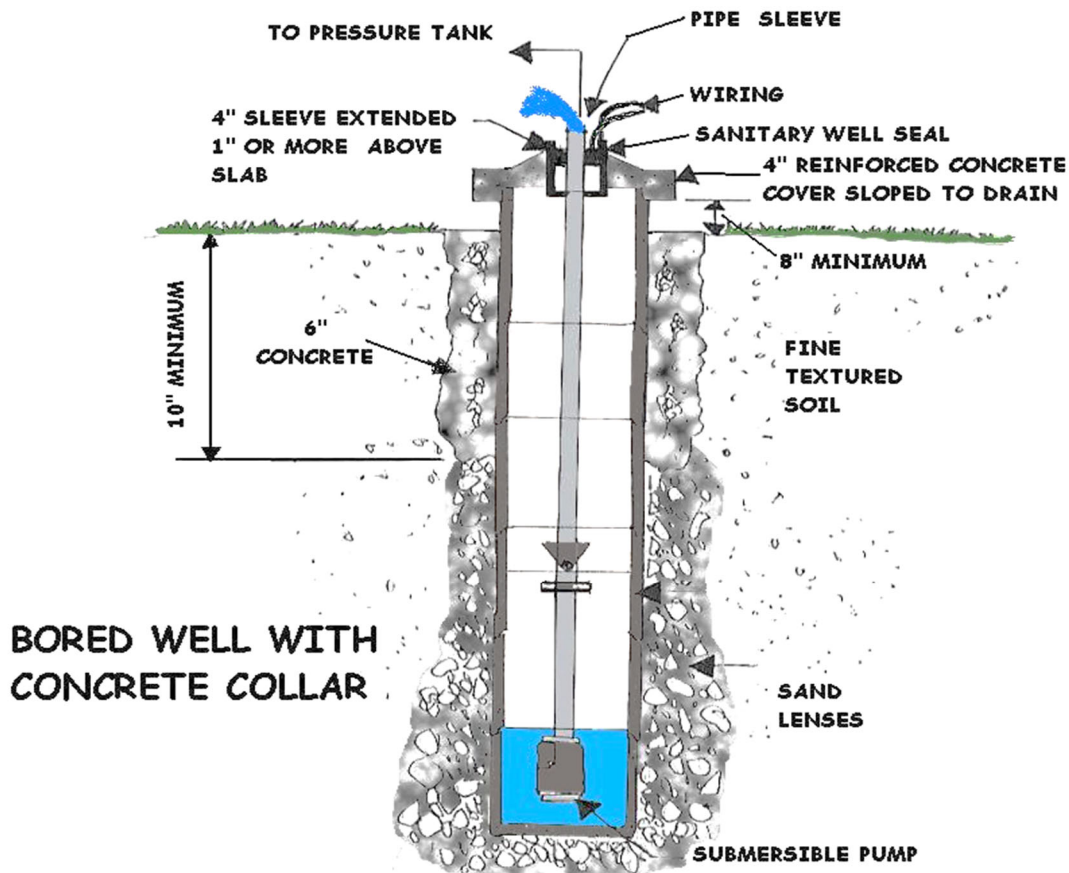 TO PRESSURE TANK
PIPE SLEEVE
WIRING
4" SLEEVE EXTENDED
1" OR MORE ABOVE
SLAB
SANITARY WELL SEAL
4" REINFORCED CONCRETE
COVER SLOPED TO DRAIN
8" MINIMUM
10" MINIMUM
6"
CONCRETE
FINE
TEXTURED
SOIL
BORED WELL WITH
CONCRETE COLLAR
SAND
LENSES
SUBMERSIBLE PUMP